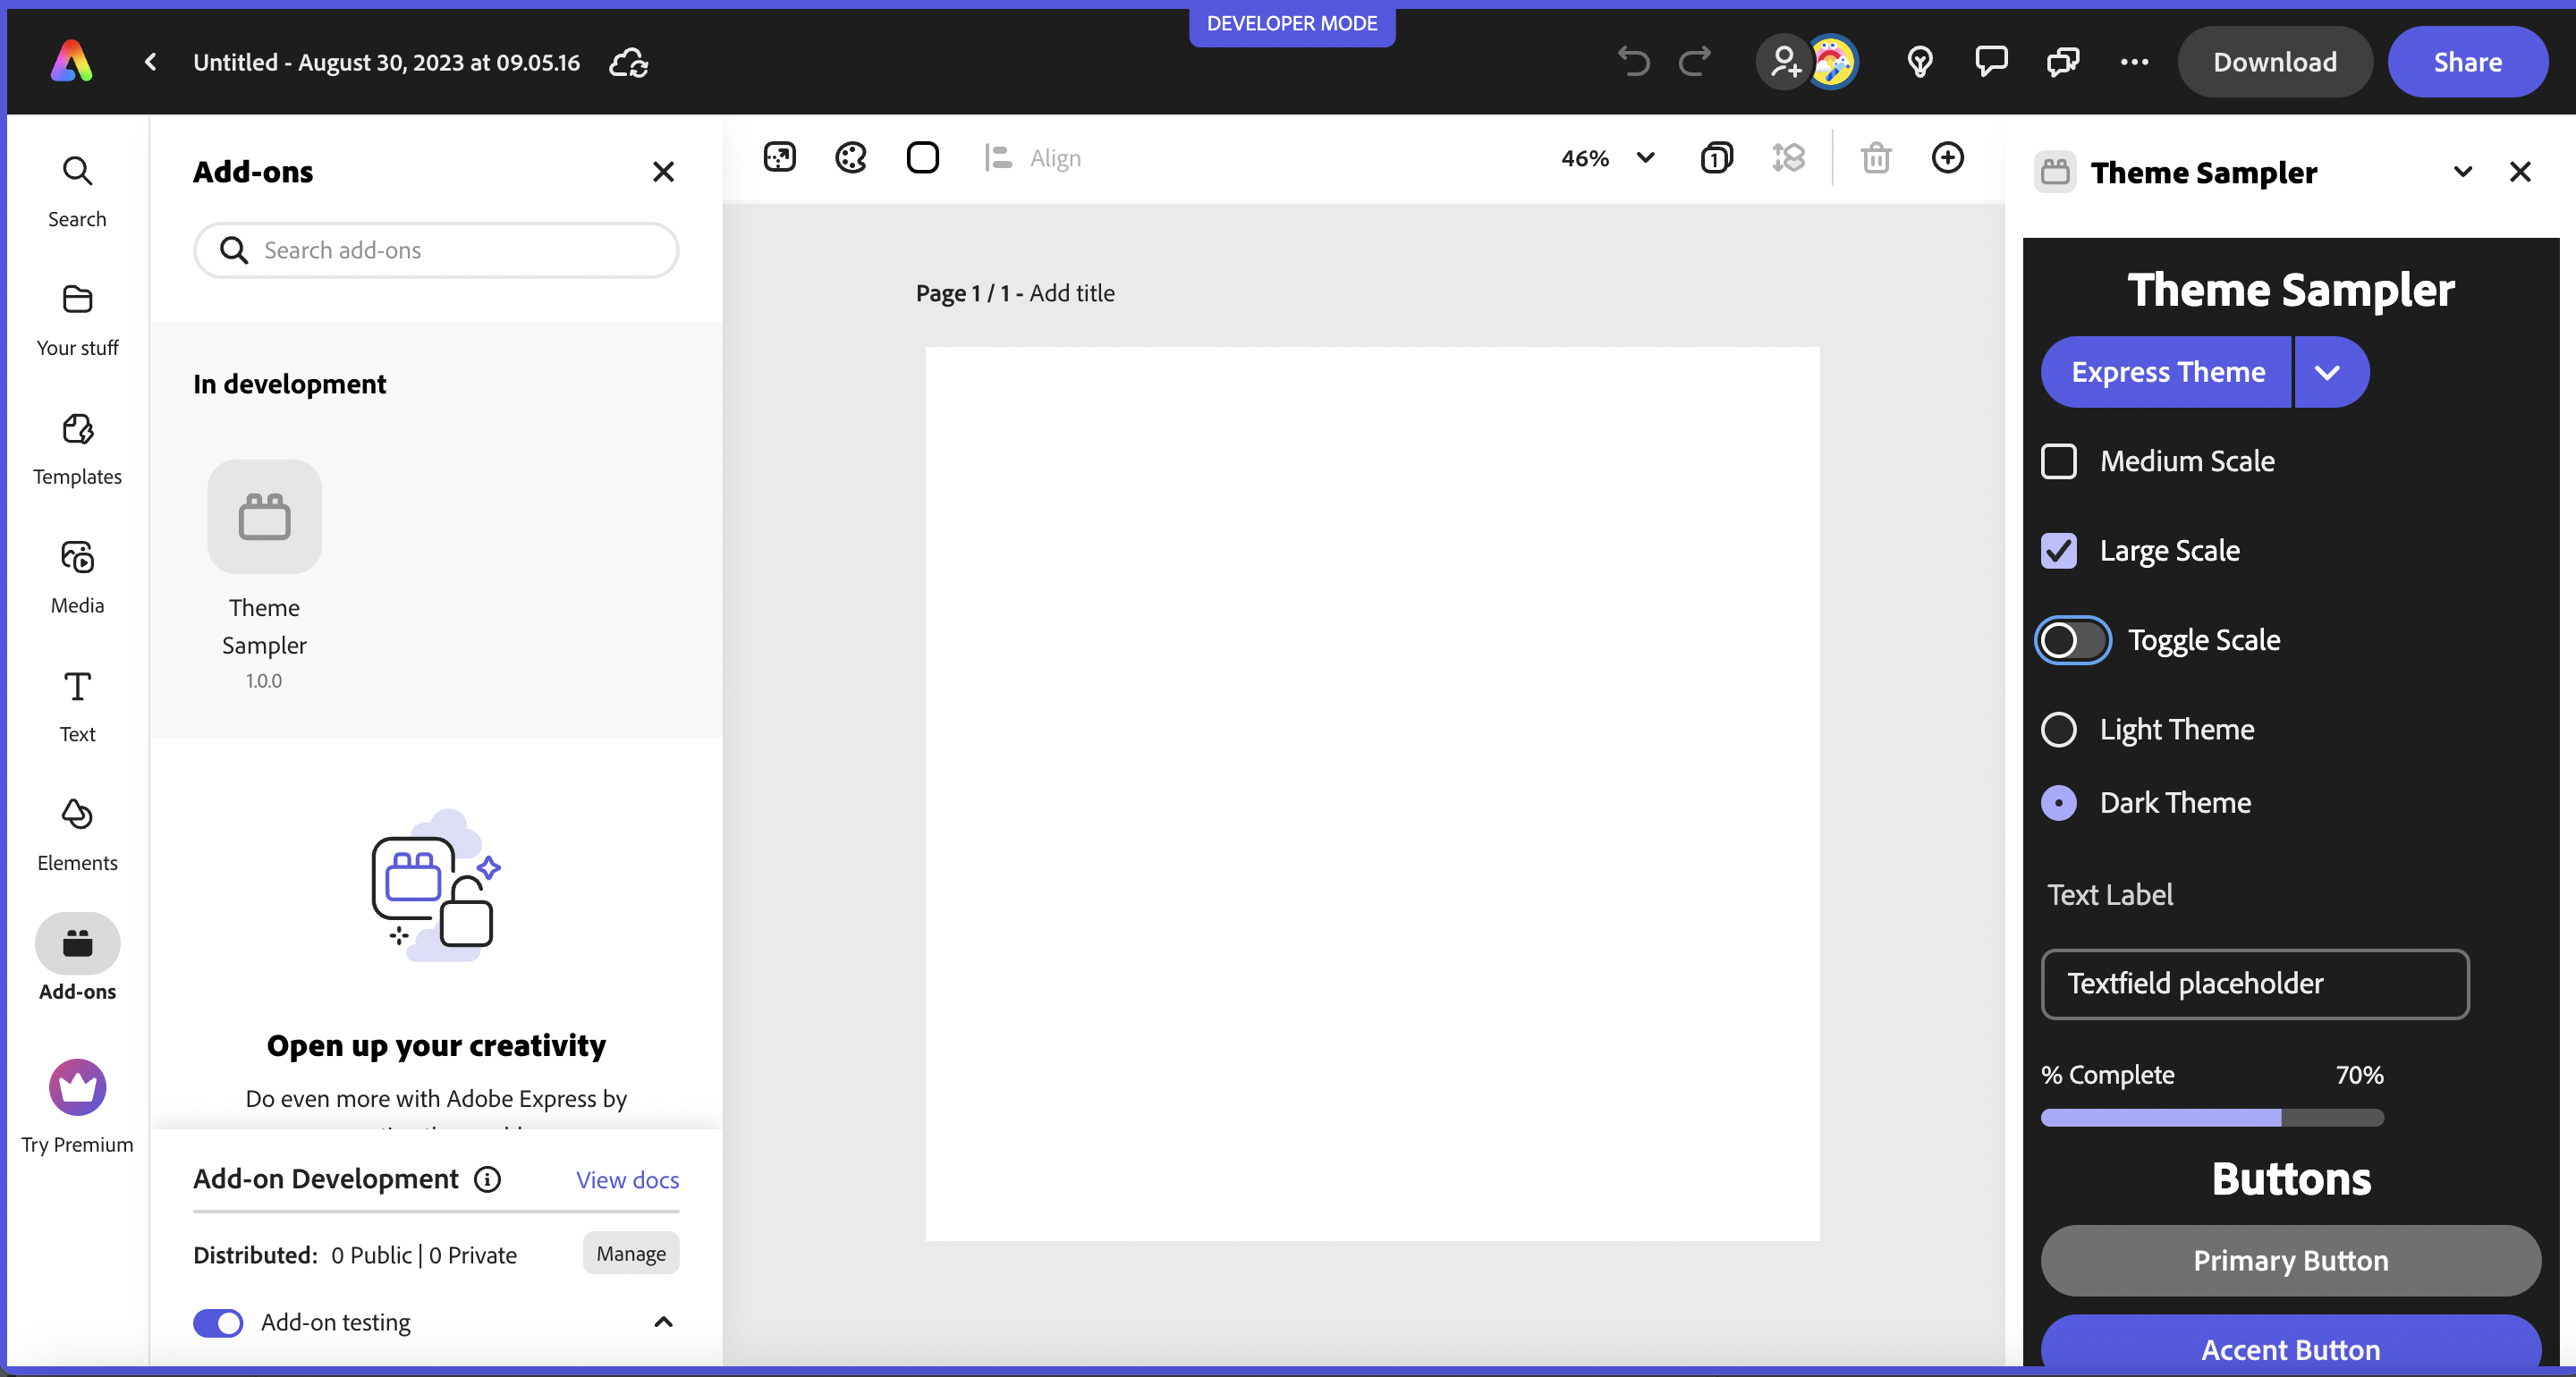 DEVELOPER MODE
Untitled - August 30, 2023 at 09.05.16
Download
Share
Search
Your stuff
Templates
Media
Text
Elements
Add-ons
Try Premium
Add-ons
Search add-ons
In development
Theme
Sampler
1.0.0
Open up your creativity
Do even more with Adobe Express by
Add-on Development
View docs
Distributed: 0 Public | 0 Private
Manage
Add-on testing
Align
46%
1
Page 1 / 1 - Add title
Theme Sampler
Theme Sampler
Express Theme
Medium Scale
Large Scale
Toggle Scale
Light Theme
Dark Theme
Text Label
Textfield placeholder
% Complete 70%
Buttons
Primary Button
Accent Button